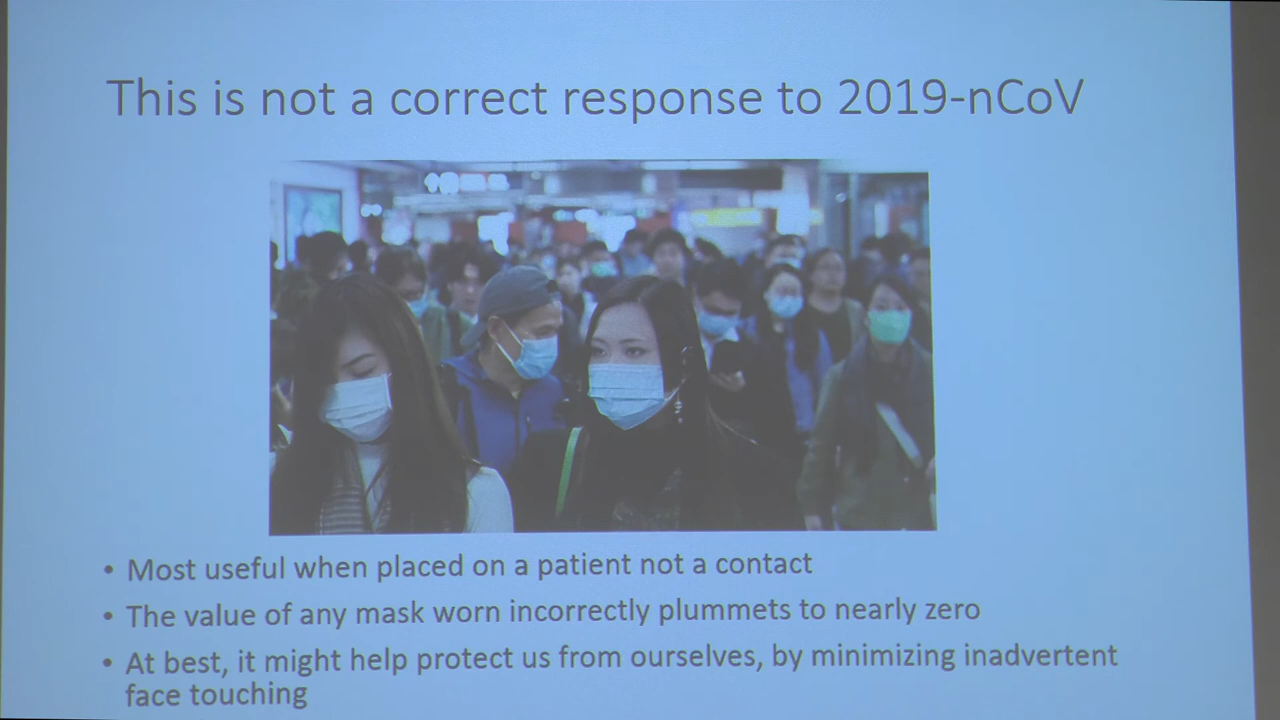 This is not a correct response to 2019-nCoV
• Most useful when placed on a patient not a contact
• The value of any mask worn incorrectly plummets to nearly zero
• At best, it might help protect us from ourselves, by minimizing inadvertent
face touching